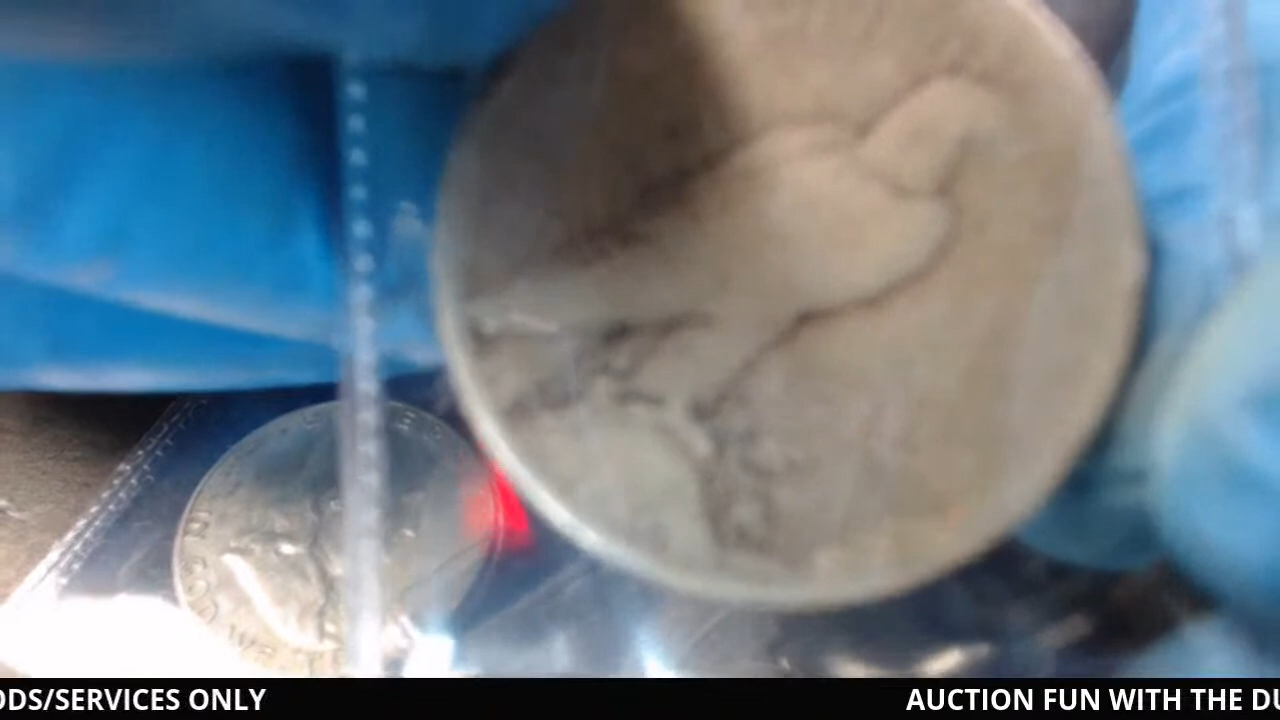 ODS/SERVICES ONLY
AUCTION FUN WITH THE DU